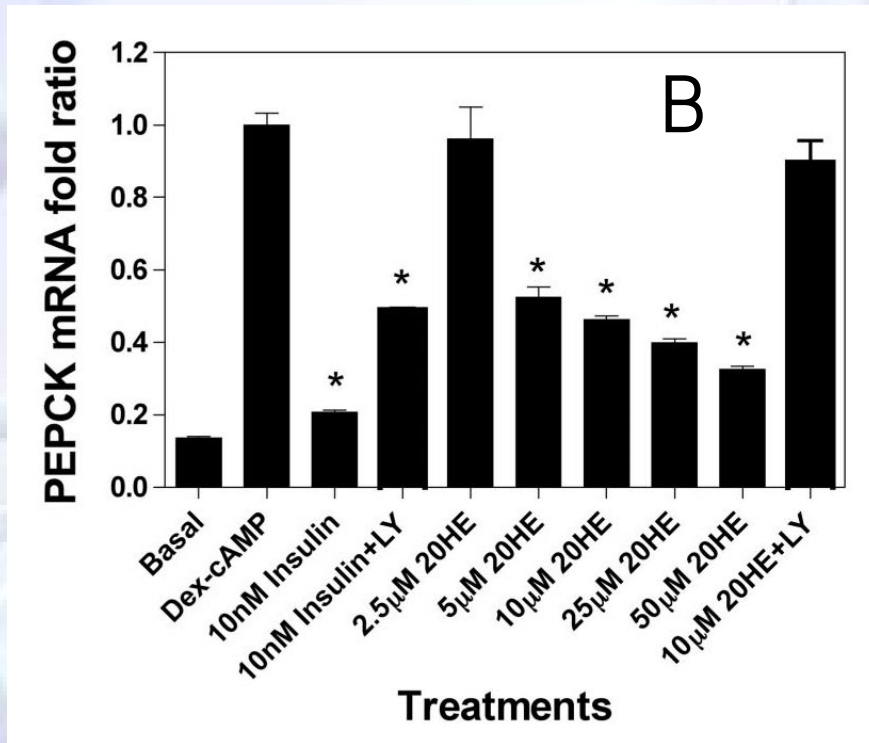 B
PEPCK mRNA fold ratio
1.2
1.0
0.8
0.6
0.4
0.2
0.0
*
*
*
*
*
*
Basal
Dex-cAMP
10nM Insulin
10nM Insulin+LY
2.5μM 20HE
5μM 20HE
10μM 20HE
25μM 20HE
50μM 20HE
10μM 20HE+LY
Treatments